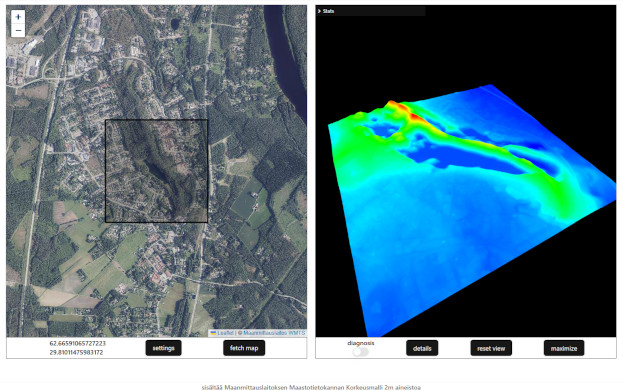 +
Stats
−
Leaflet | © Maanmittauslaitos WMTS
62.66591065727223
29.81011475983172
settings
fetch map
diagnosis
details
reset view
maximize
sisältää Maanmittauslaitoksen Maastotietokannan Korkeusmalli 2m aineistoa